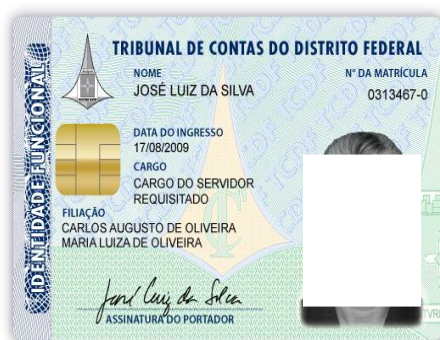 TRIBUNAL DE CONTAS DO DISTRITO FEDERAL
IDENTIDADE FUNCIONAL
NOME
JOSÉ LUIZ DA SILVA
N° DA MATRÍCULA
0313467-0
DATA DO INGRESSO
17/08/2009
CARGO
CARGO DO SERVIDOR
REQUISITADO
FILIAÇÃO
CARLOS AUGUSTO DE OLIVEIRA
MARIA LUIZA DE OLIVEIRA
José Luiz da Silva
ASSINATURA DO PORTADOR